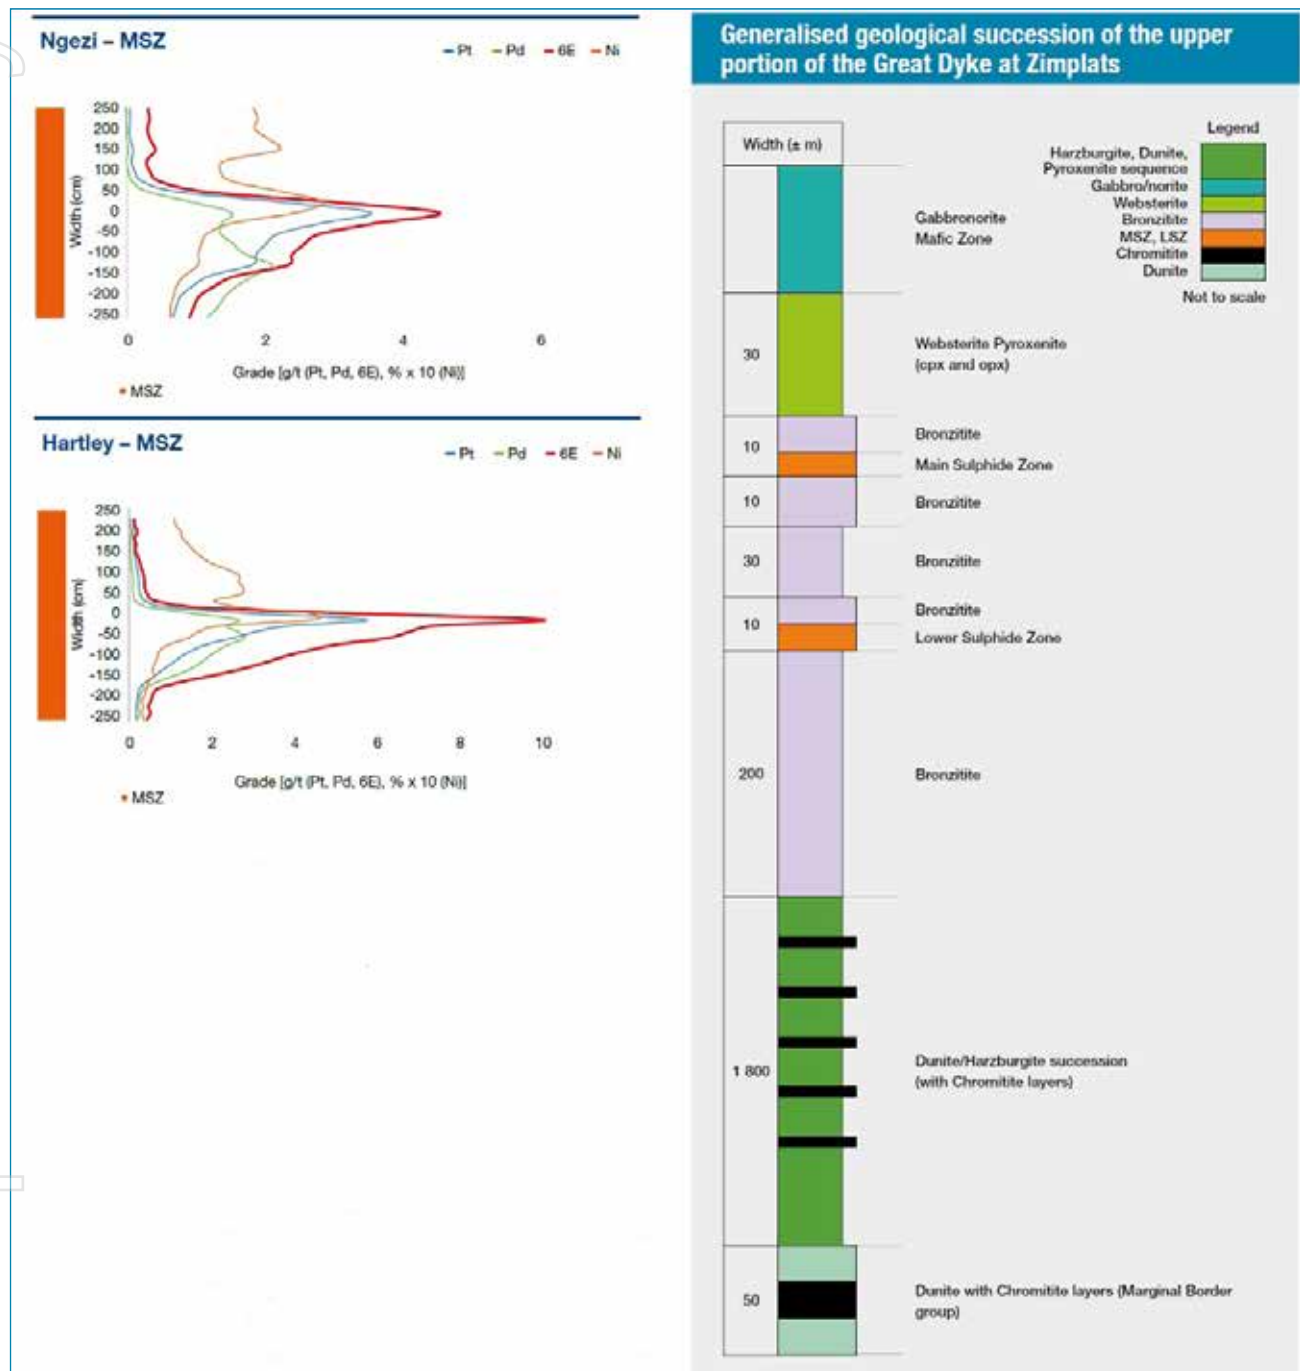 Ngezi – MSZ
Pt Pd 6E Ni
250
200
150
100
50
0
-50
-100
-150
-200
-250
Width (cm)
0 2 4 6
Grade [g/t (Pt, Pd, 6E), % x 10 (Ni)]
MSZ
Hartley – MSZ
Pt Pd 6E Ni
250
200
150
100
50
0
-50
-100
-150
-200
-250
Width (cm)
0 2 4 6 8 10
Grade [g/t (Pt, Pd, 6E), % x 10 (Ni)]
MSZ
Generalised geological succession of the upper
portion of the Great Dyke at Zimplats
Legend
Harzburgite, Dunite,
Pyroxenite sequence
Gabbro/norite
Websterite
Bronzitite
MSZ, LSZ
Chromitite
Dunite
Not to scale
Width (± m)
Gabbronorite
Mafic Zone
30
Websterite Pyroxenite
(cpx and opx)
10
Bronzitite
Main Sulphide Zone
10
Bronzitite
30
Bronzitite
10
Bronzitite
Lower Sulphide Zone
200
Bronzitite
1 800
Dunite/Harzburgite succession
(with Chromitite layers)
50
Dunite with Chromitite layers (Marginal Border
group)